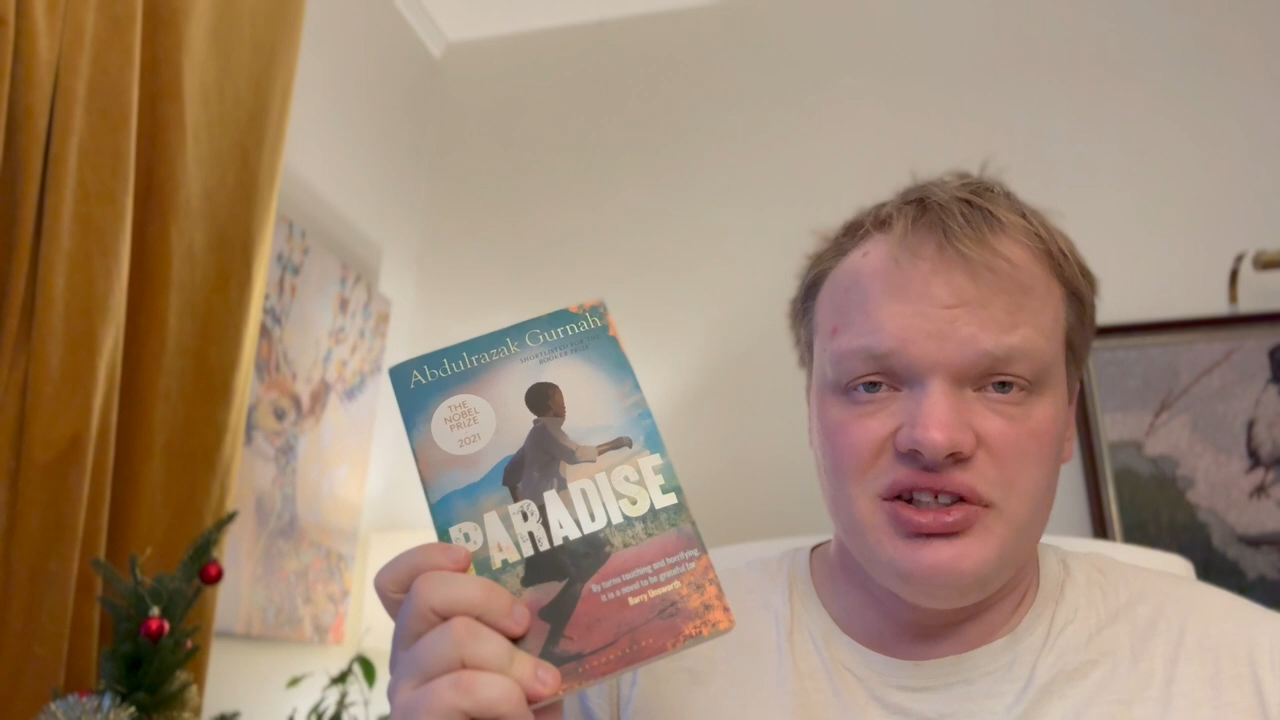 Abdulrazak Gurnah
SHORTLISTED FOR THE
BOOKER PRIZE
THE
NOBEL
PRIZE
2021
PARADISE
'By turns touching and horrifying,
it is a novel to be grateful for'
Barry Unsworth
BLOOMSBURY